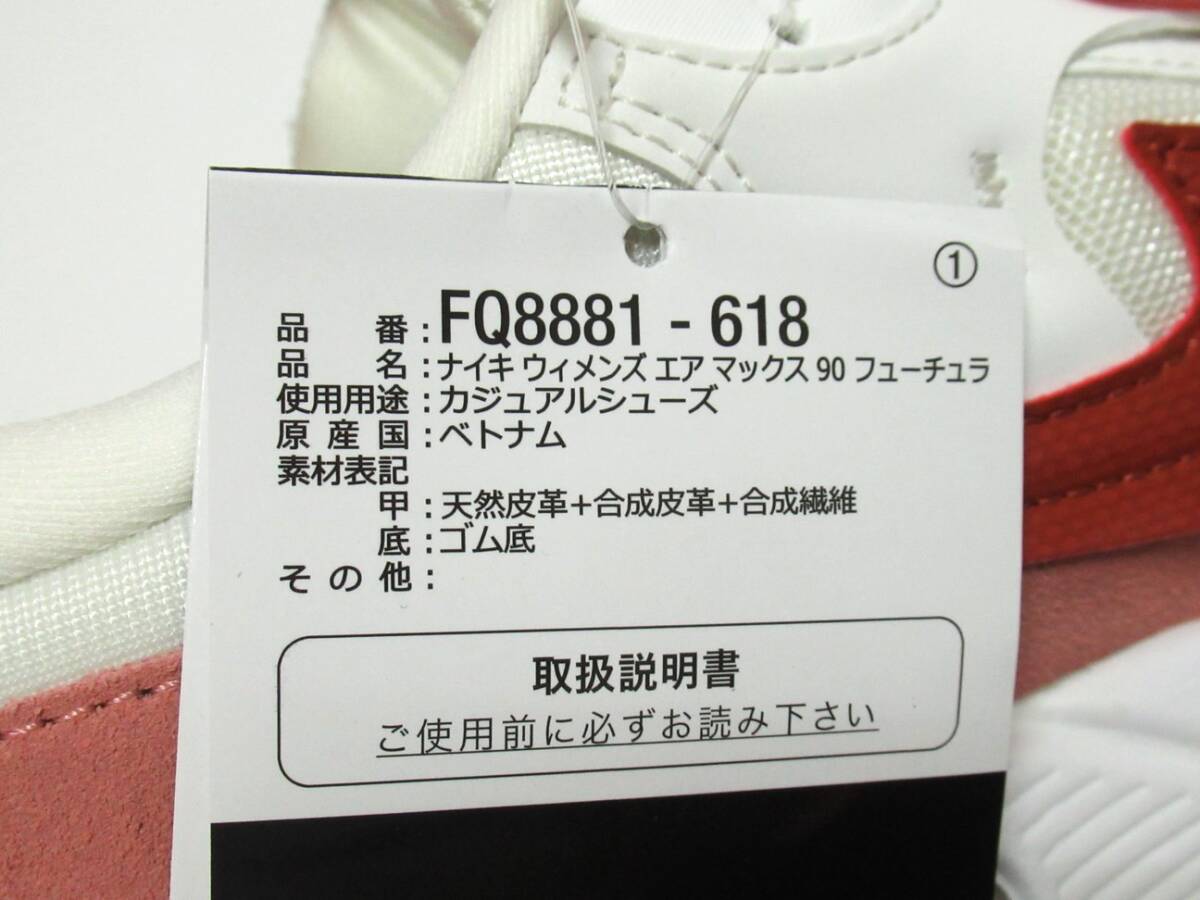 ①
品番:FQ8881 - 618
品名:ナイキ ウィメンズ エア マックス 90 フューチュラ
使用用途:カジュアルシューズ
原産国:ベトナム
素材表記
甲:天然皮革+合成皮革+合成繊維
底:ゴム底
その他:
取扱説明書
ご使用前に必ずお読み下さい